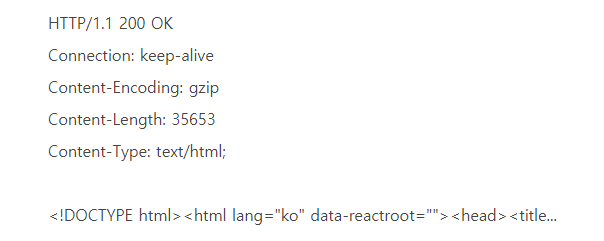 HTTP/1.1 200 OK
Connection: keep-alive
Content-Encoding: gzip
Content-Length: 35653
Content-Type: text/html;
<!DOCTYPE html><html lang="ko" data-reactroot=""><head><title...